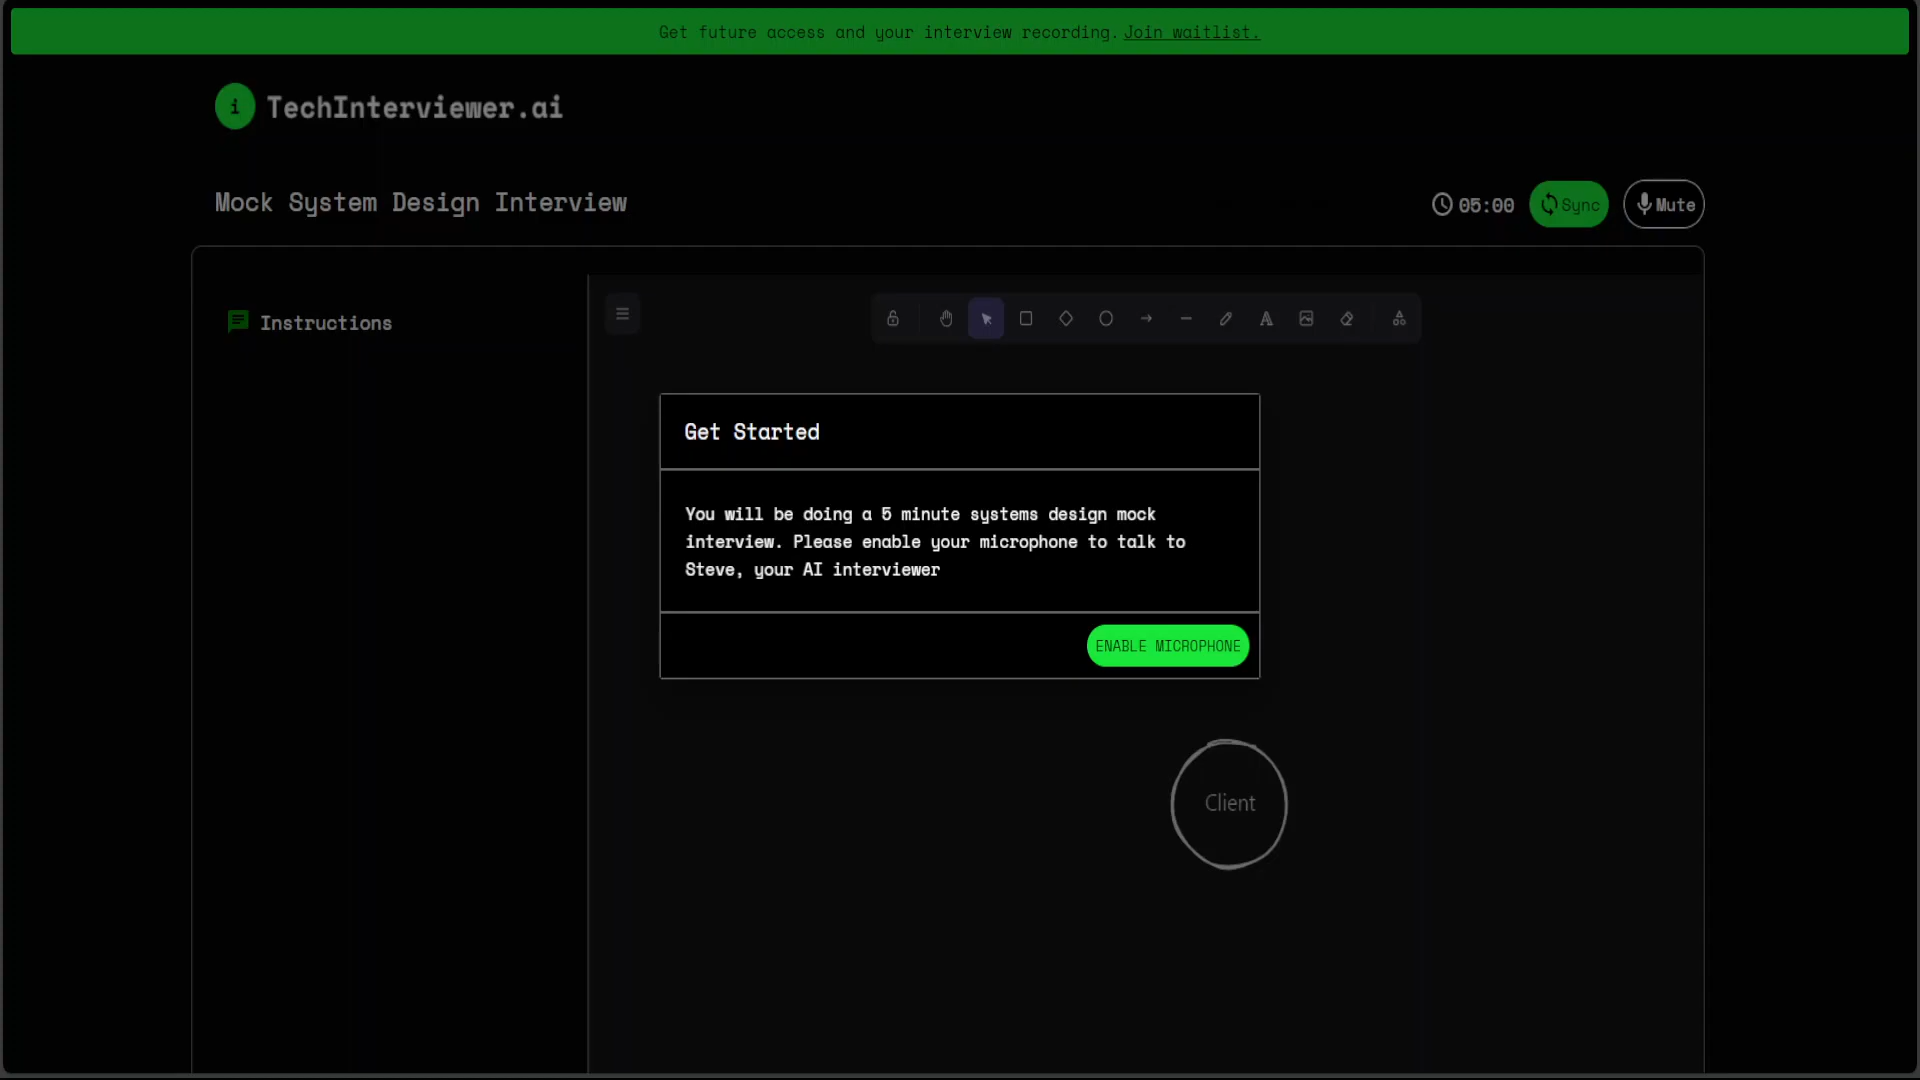 Get future access and your interview recording. Join waitlist.
i TechInterviewer.ai
Mock System Design Interview
05:00 Sync Mute
Instructions
Get Started
You will be doing a 5 minute systems design mock
interview. Please enable your microphone to talk to
Steve, your AI interviewer
ENABLE MICROPHONE
Client